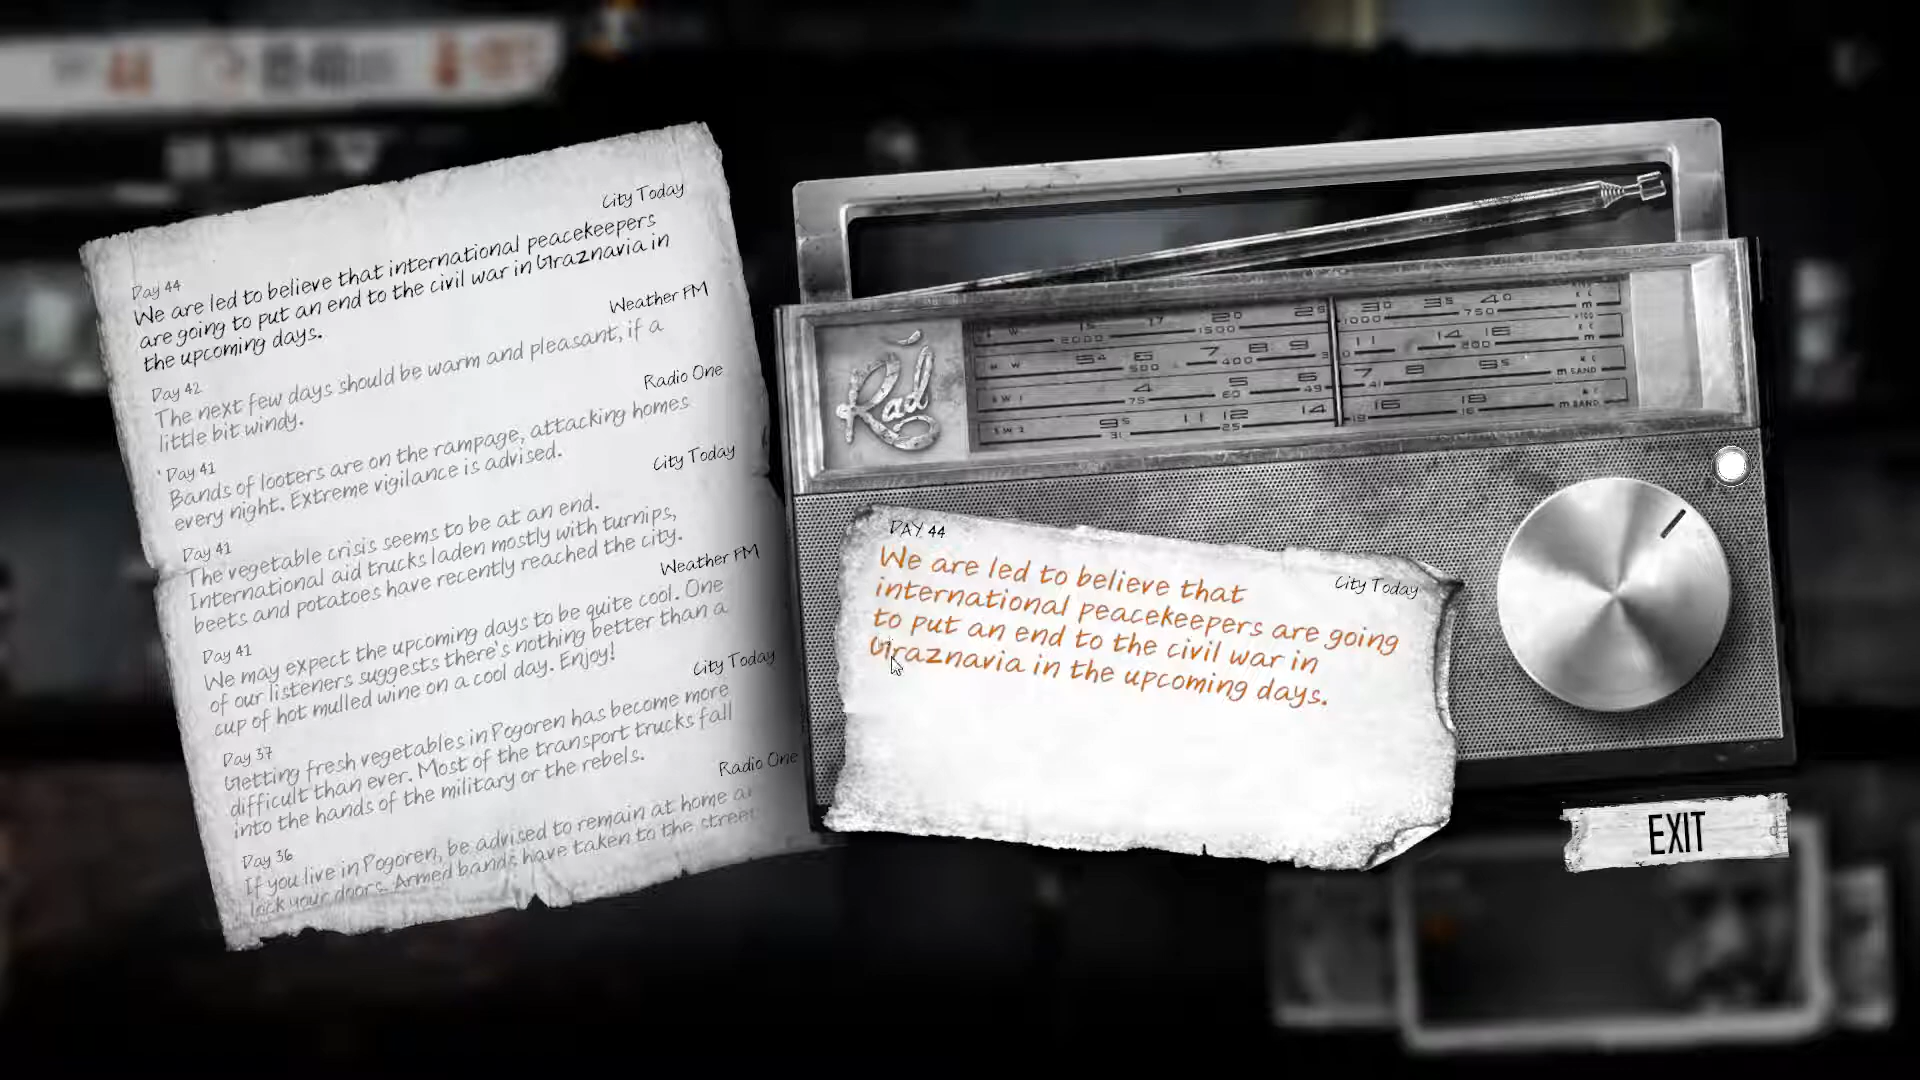 City Today
Day 44
We are led to believe that international peacekeepers
are going to put an end to the civil war in Graznavia in
the upcoming days.
Weather FM
Day 42
The next few days should be warm and pleasant, if a
little bit windy.
Radio One
Day 41
Bands of looters are on the rampage, attacking homes
every night. Extreme vigilance is advised.
City Today
Day 41
The vegetable crisis seems to be at an end.
International aid trucks laden mostly with turnips,
beets and potatoes have recently reached the city.
Weather FM
Day 41
We may expect the upcoming days to be quite cool. One
of our listeners suggests there's nothing better than a
cup of hot mulled wine on a cool day. Enjoy!
City Today
Day 37
Getting fresh vegetables in Pogoren has become more
difficult than ever. Most of the transport trucks fall
into the hands of the military or the rebels.
Radio One
Day 36
If you live in Pogoren, be advised to remain at home
lock your doors. Armed bands have taken to the street
Rad
DAY 44
City Today
We are led to believe that
international peacekeepers are going
to put an end to the civil war in
Graznavia in the upcoming days.
EXIT